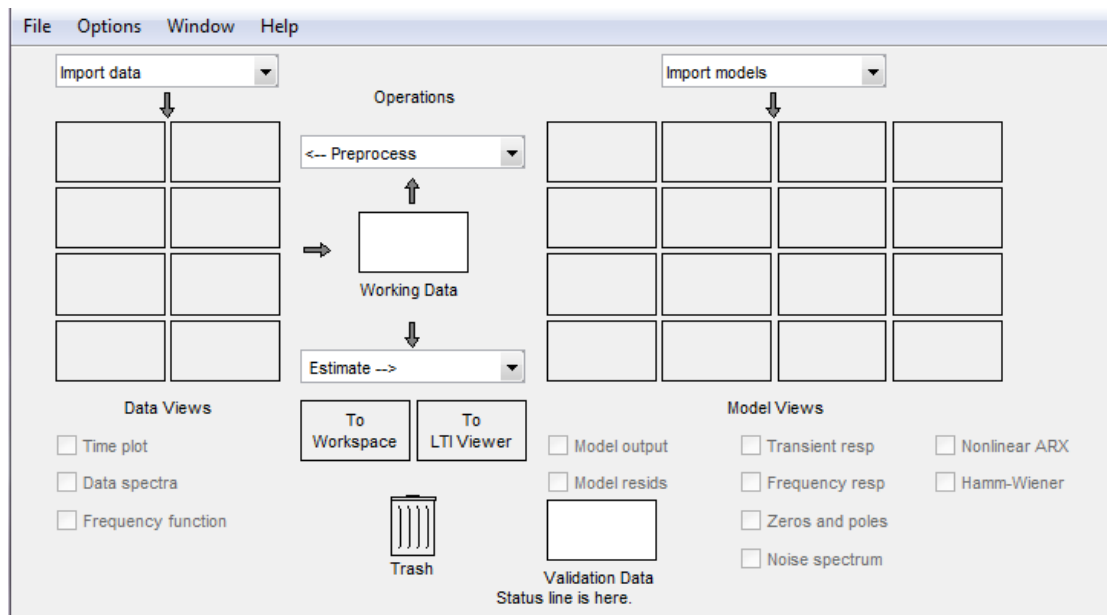 File Options Window Help
Import data
Import models
Operations
<-- Preprocess
Working Data
Estimate -->
Data Views
To
Workspace
To
LTI Viewer
Model Views
Time plot
Data spectra
Frequency function
Model output
Model resids
Transient resp
Frequency resp
Zeros and poles
Noise spectrum
Nonlinear ARX
Hamm-Wiener
Trash
Validation Data
Status line is here.